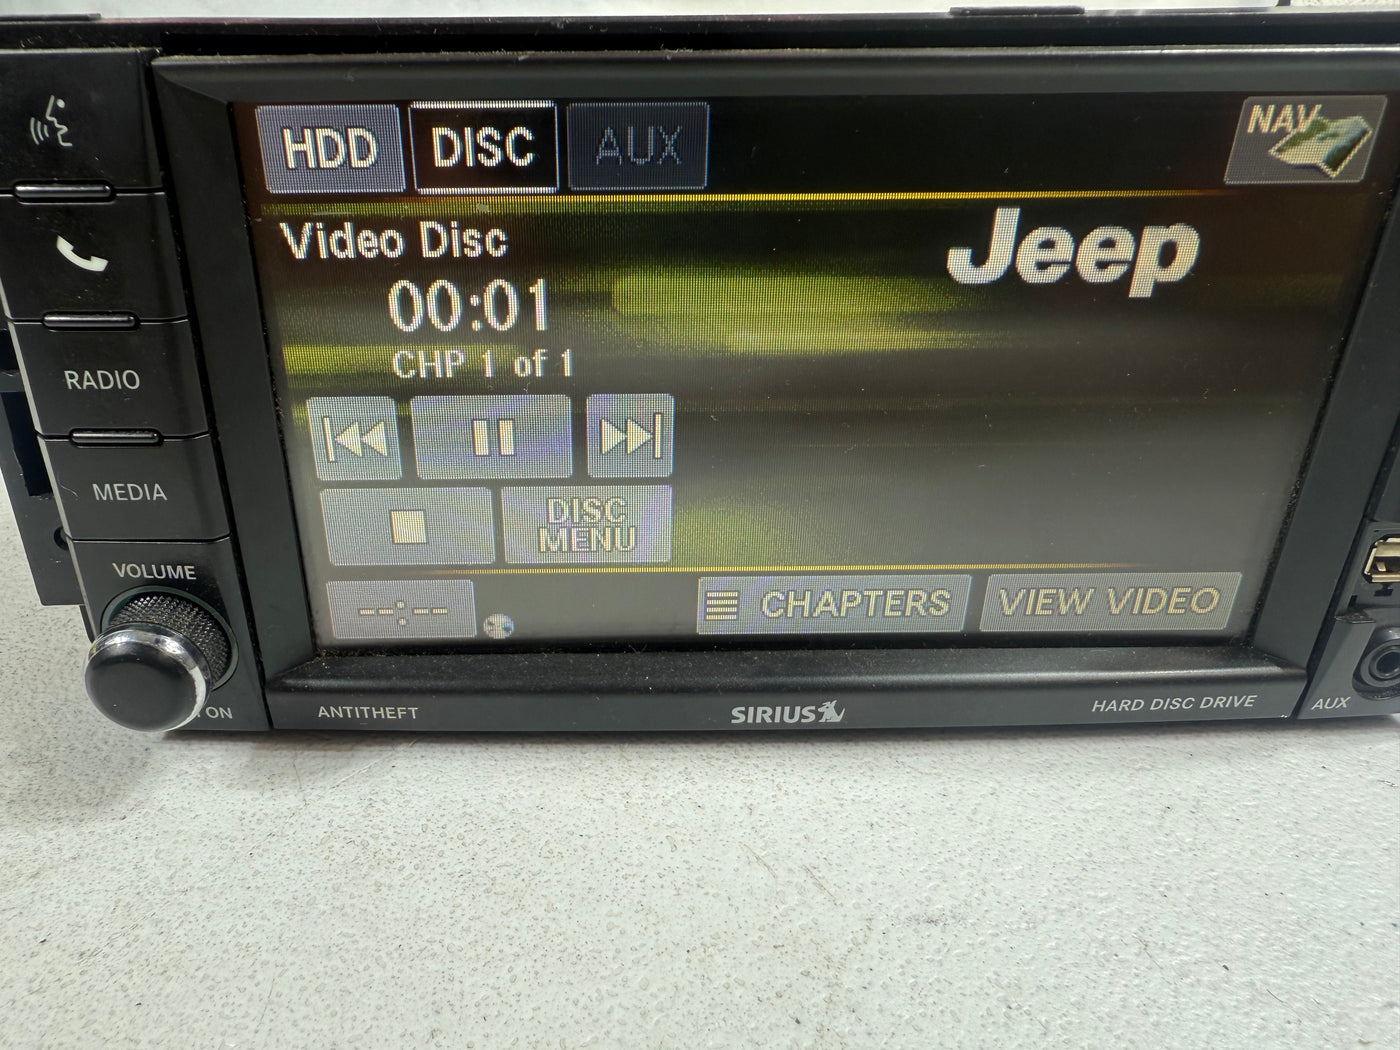 HDD
DISC
AUX
NAV
Video Disc
Jeep
00:01
CHP 1 of 1
DISC
MENU
--:--
CHAPTERS
VIEW VIDEO
RADIO
MEDIA
VOLUME
ON
ANTITHEFT
SIRIUS
HARD DISC DRIVE
AUX